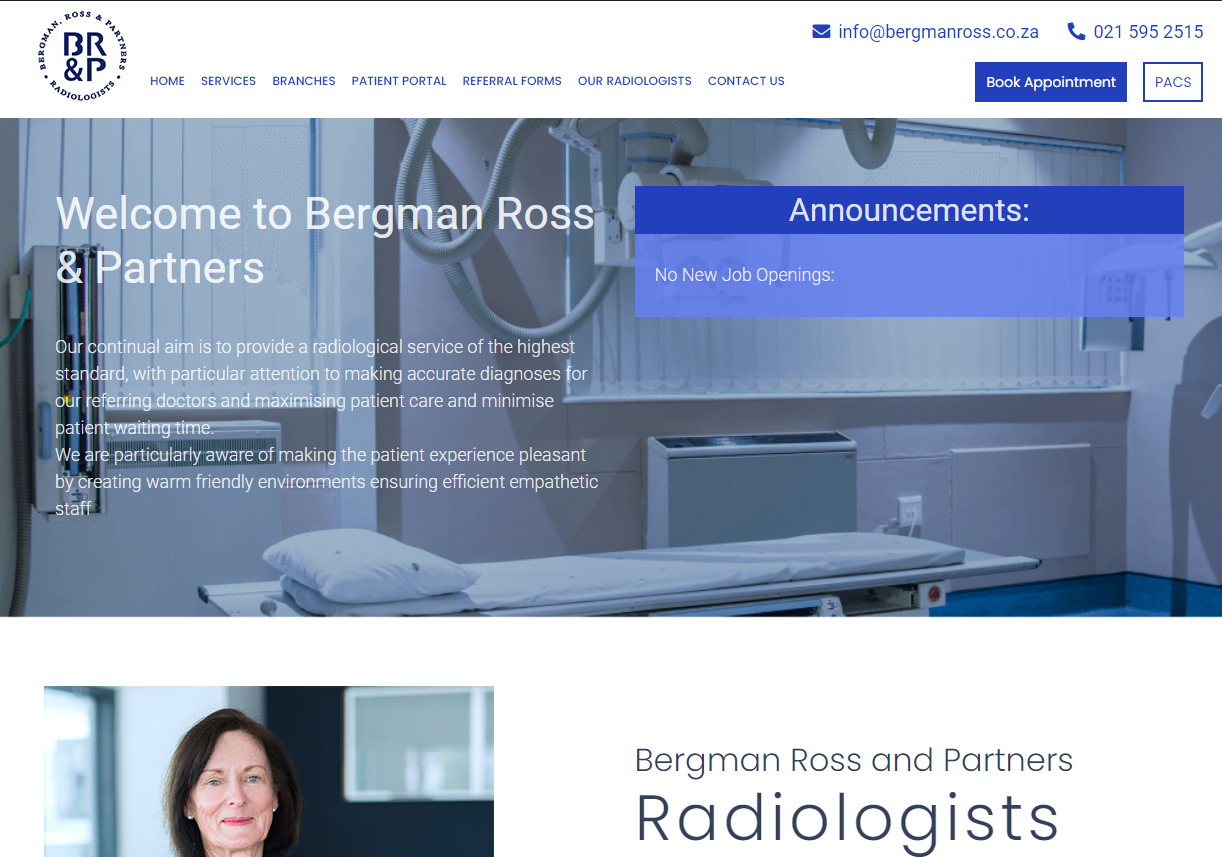 BERGMAN, ROSS & PARTNERS
BR
&P
RADIOLOGISTS
info@bergmanross.co.za
021 595 2515
HOME SERVICES BRANCHES PATIENT PORTAL REFERRAL FORMS OUR RADIOLOGISTS CONTACT US
Book Appointment
PACS
Welcome to Bergman Ross
& Partners
Our continual aim is to provide a radiological service of the highest
standard, with particular attention to making accurate diagnoses for
our referring doctors and maximising patient care and minimise
patient waiting time.
We are particularly aware of making the patient experience pleasant
by creating warm friendly environments ensuring efficient empathetic
staff
Announcements:
No New Job Openings:
Bergman Ross and Partners
Radiologists